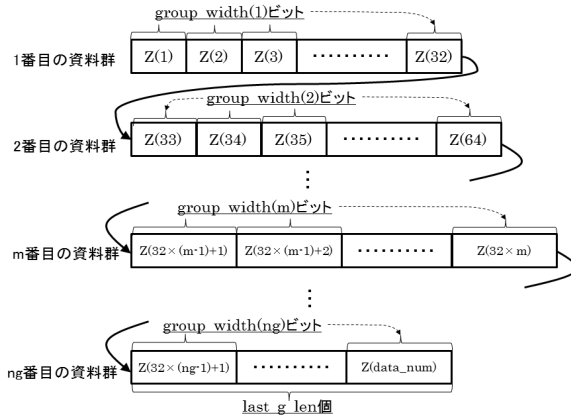 group_width(1)ビット
1番目の資料群 Z(1) Z(2) Z(3) ・・・・・・・・・・ Z(32)
group_width(2)ビット
2番目の資料群 Z(33) Z(34) Z(35) ・・・・・・・・・・ Z(64)
⋮
group_width(m)ビット
m番目の資料群 Z(32×(m-1)+1) Z(32×(m-1)+2) ・・・・・・・・・・ Z(32×m)
⋮
group_width(ng)ビット
ng番目の資料群 Z(32×(ng-1)+1) ・・・・・・・・・・ Z(data_num)
last_g_len個